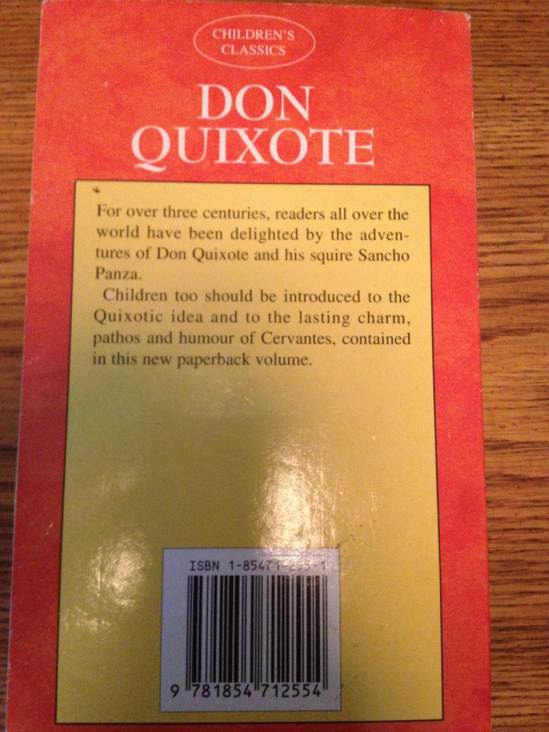 CHILDREN'S
CLASSICS
DON
QUIXOTE
For over three centuries, readers all over the
world have been delighted by the adven-
tures of Don Quixote and his squire Sancho
Panza.
Children too should be introduced to the
Quixotic idea and to the lasting charm,
pathos and humour of Cervantes, contained
in this new paperback volume.
ISBN
9 781854 712554